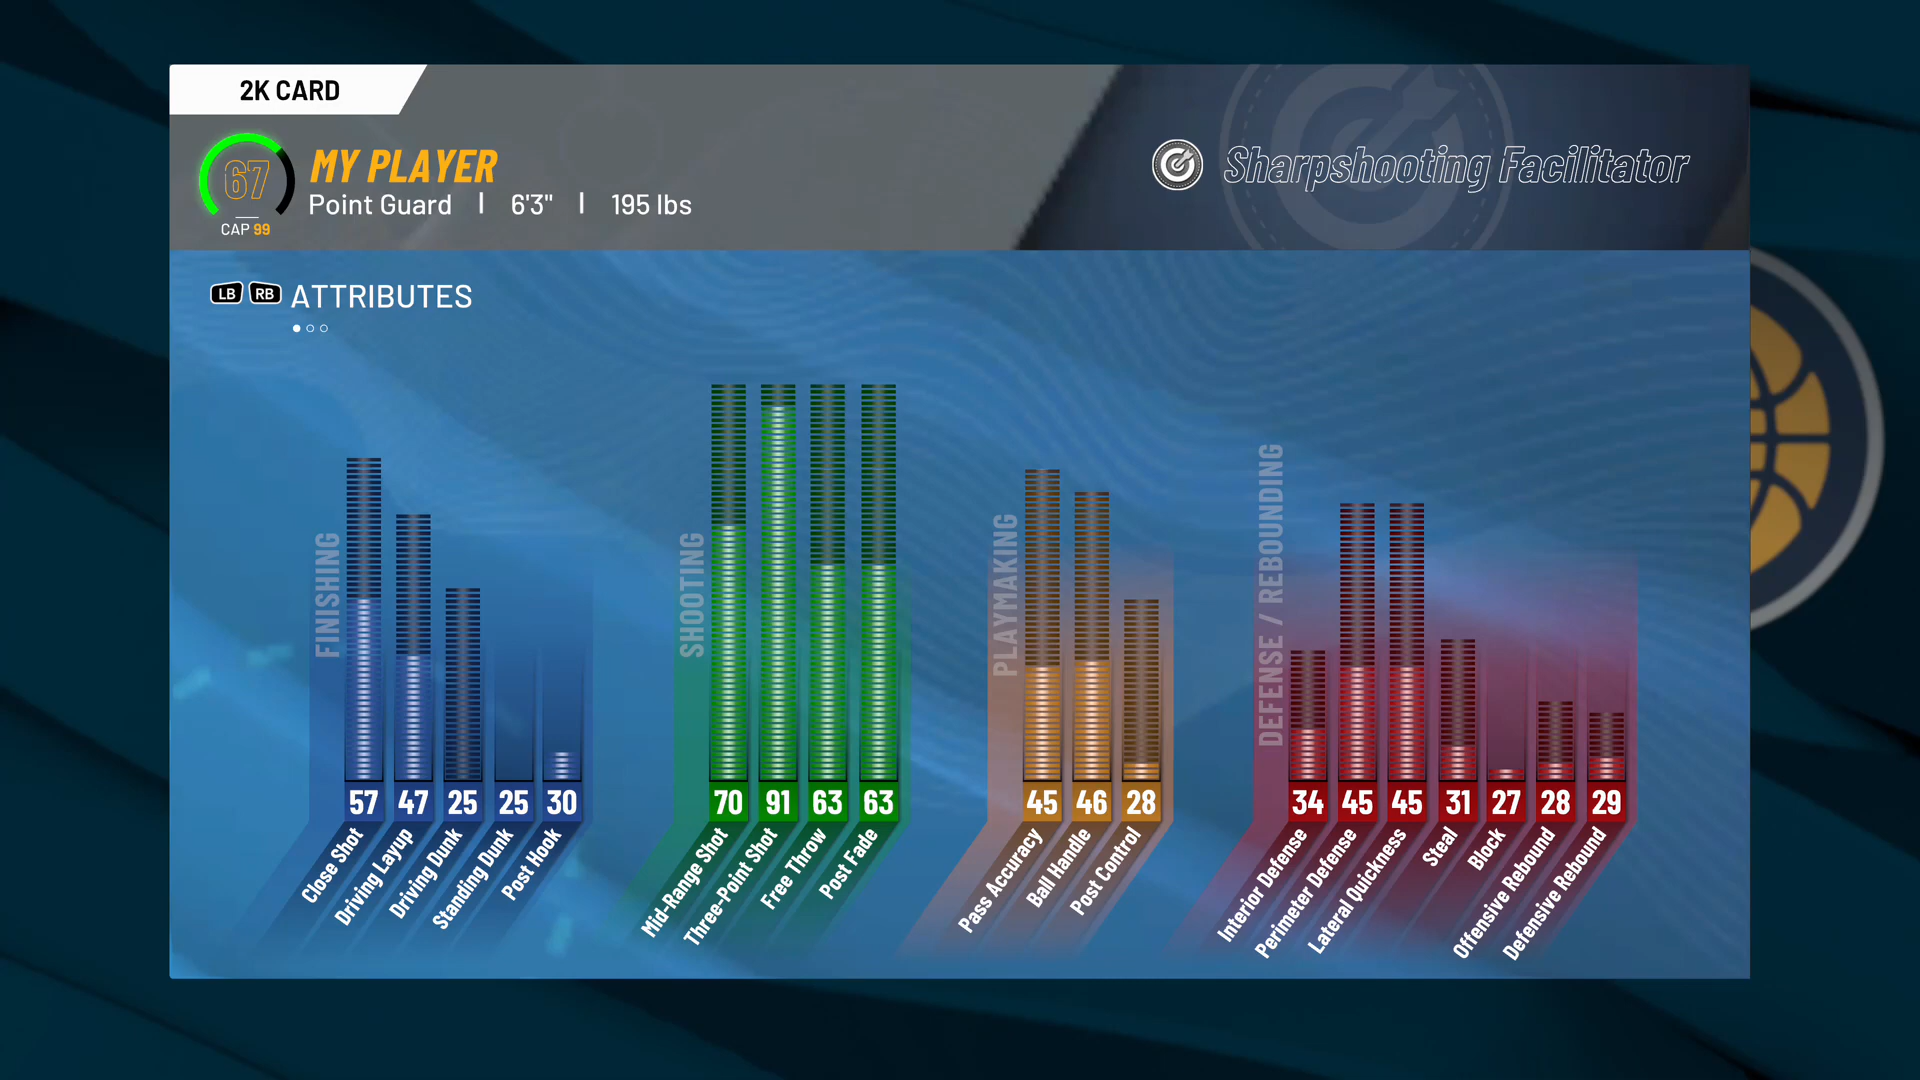 2K CARD
67
CAP 99
MY PLAYER
Point Guard | 6'3" | 195 lbs
Sharpshooting Facilitator
LB RB ATTRIBUTES
FINISHING
57 47 25 25 30
Close Shot
Driving Layup
Driving Dunk
Standing Dunk
Post Hook
SHOOTING
70 91 63 63
Mid-Range Shot
Three-Point Shot
Free Throw
Post Fade
PLAYMAKING
45 46 28
Pass Accuracy
Ball Handle
Post Control
DEFENSE / REBOUNDING
34 45 45 31 27 28 29
Interior Defense
Perimeter Defense
Lateral Quickness
Steal
Block
Offensive Rebound
Defensive Rebound